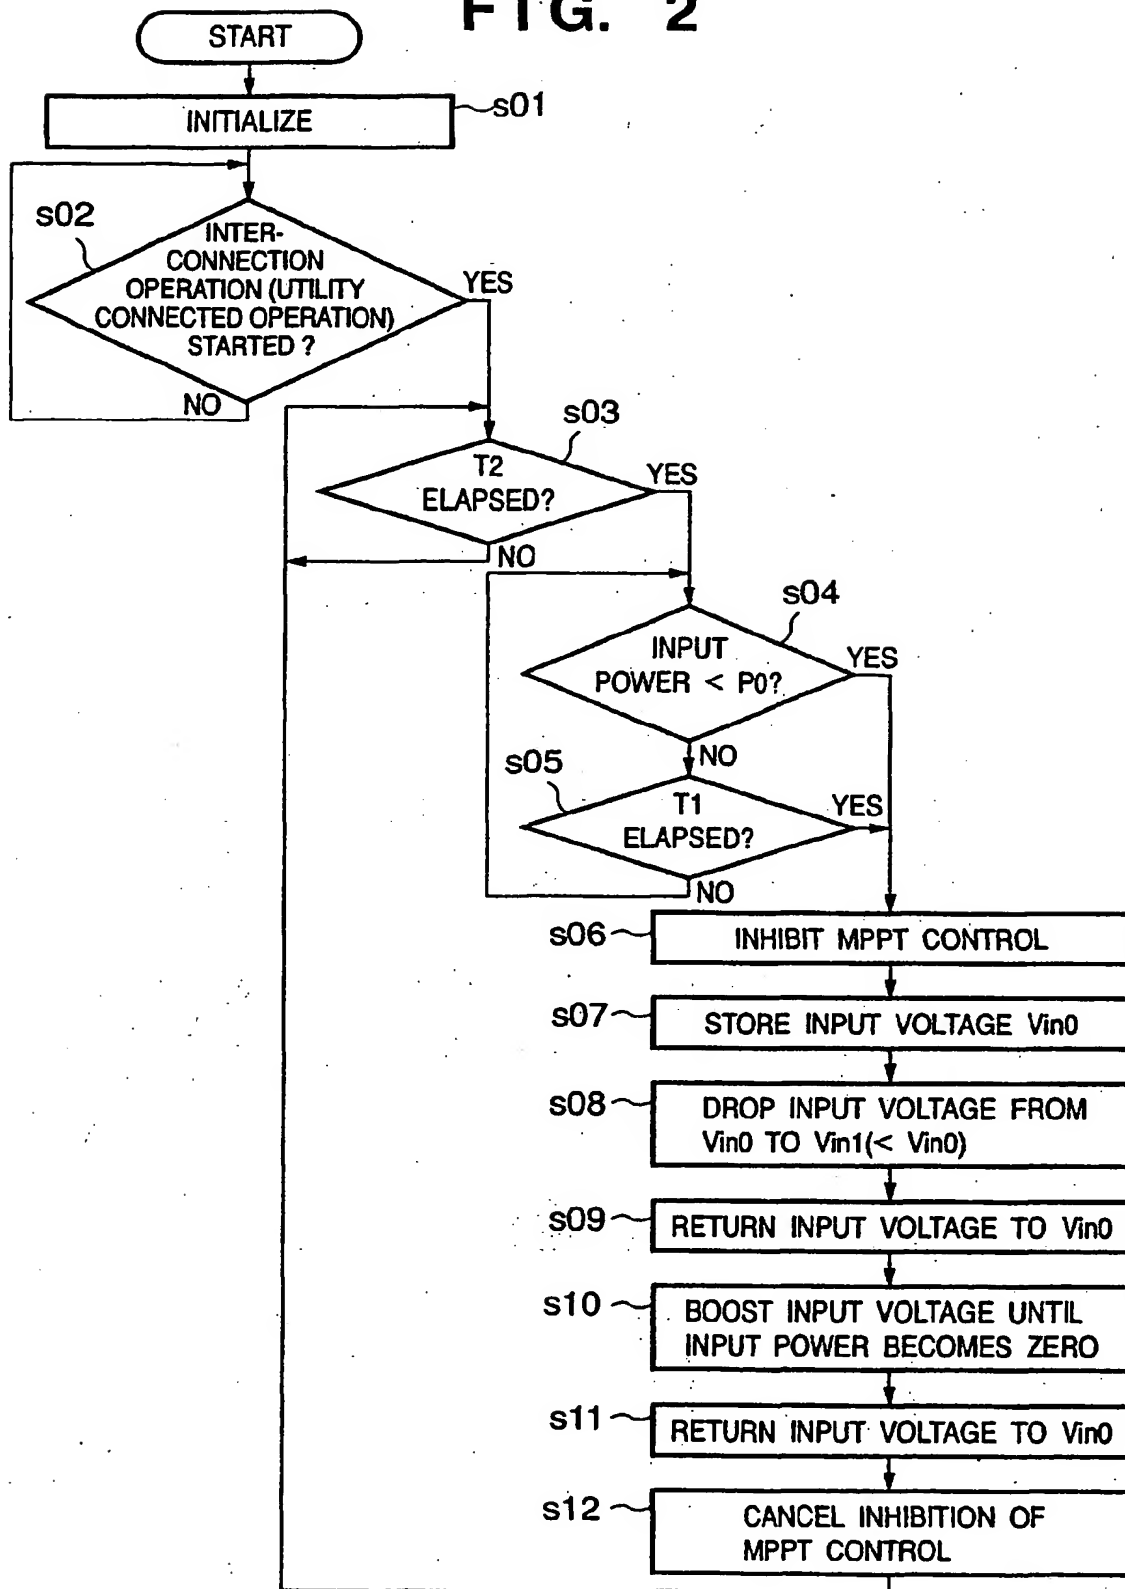 FIG. 2
START
INITIALIZE
s01
s02
INTER-
CONNECTION
OPERATION (UTILITY
CONNECTED OPERATION)
STARTED ?
YES
NO
s03
T2
ELAPSED?
YES
NO
s04
INPUT
POWER < P0?
YES
NO
s05
T1
ELAPSED?
YES
NO
s06
INHIBIT MPPT CONTROL
s07
STORE INPUT VOLTAGE Vin0
s08
DROP INPUT VOLTAGE FROM
Vin0 TO Vin1(< Vin0)
s09
RETURN INPUT VOLTAGE TO Vin0
s10
BOOST INPUT VOLTAGE UNTIL
INPUT POWER BECOMES ZERO
s11
RETURN INPUT VOLTAGE TO Vin0
s12
CANCEL INHIBITION OF
MPPT CONTROL